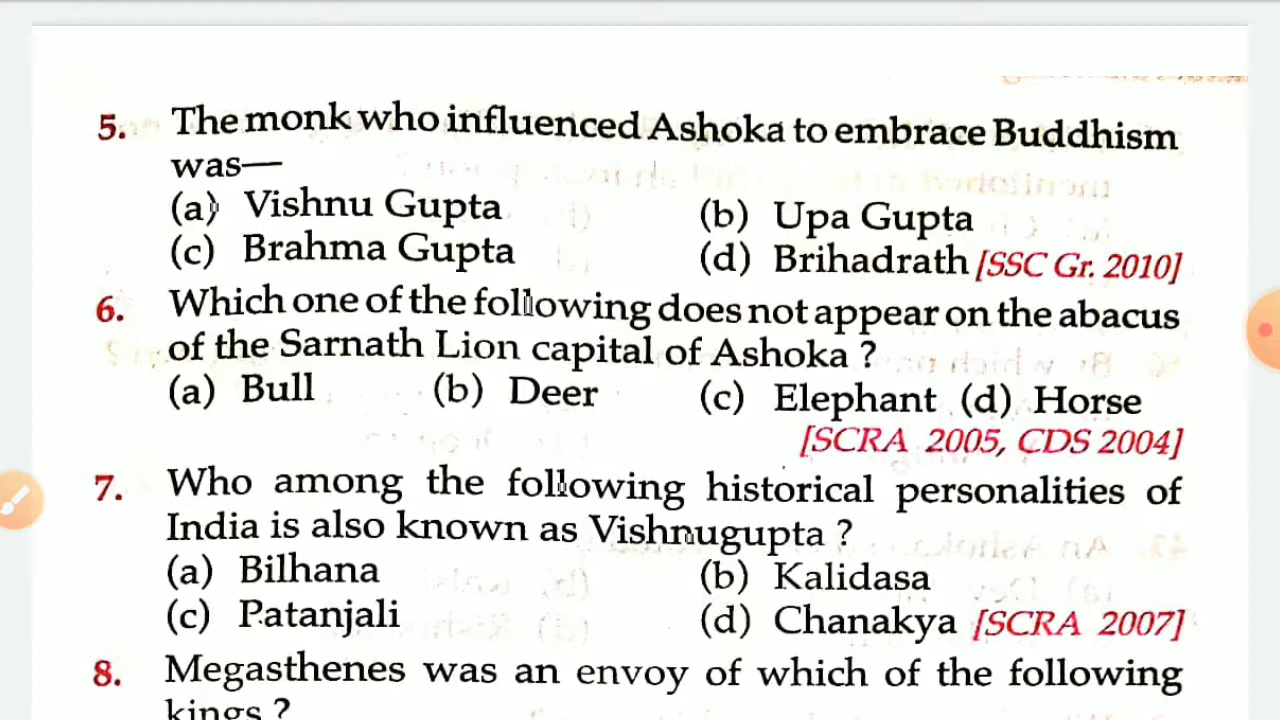 5. The monk who influenced Ashoka to embrace Buddhism
was—
(a) Vishnu Gupta (b) Upa Gupta
(c) Brahma Gupta (d) Brihadrath [SSC Gr. 2010]
6. Which one of the following does not appear on the abacus
of the Sarnath Lion capital of Ashoka ?
(a) Bull (b) Deer (c) Elephant (d) Horse
[SCRA 2005, CDS 2004]
7. Who among the following historical personalities of
India is also known as Vishnugupta ?
(a) Bilhana (b) Kalidasa
(c) Patanjali (d) Chanakya [SCRA 2007]
8. Megasthenes was an envoy of which of the following
kings ?